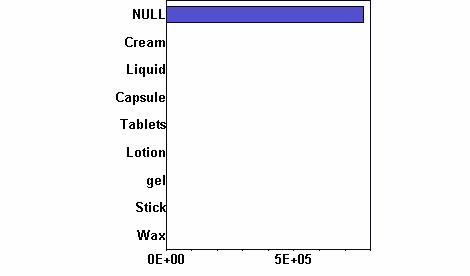 NULL
Cream
Liquid
Capsule
Tablets
Lotion
gel
Stick
Wax
0E+00 5E+05